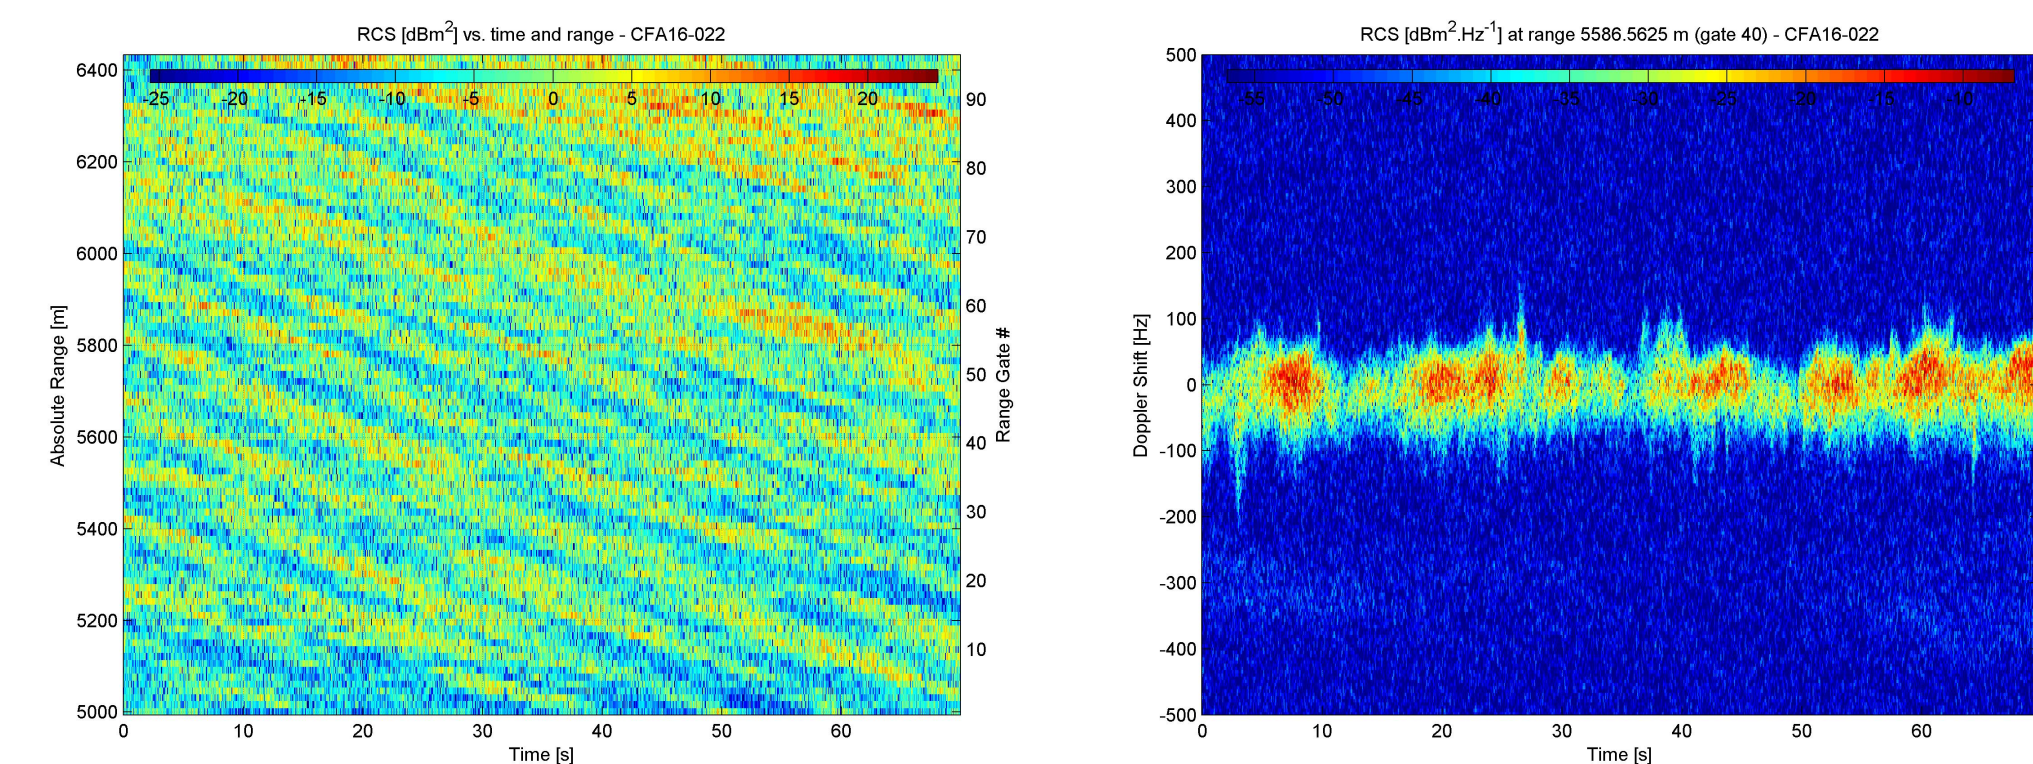 RCS [dBm2] vs. time and range - CFA16-022
6400
6200
6000
5800
5600
5400
5200
5000
Absolute Range [m]
-25 -20 -15 -10 -5 0 5 10 15 20
90
80
70
60
50
40
30
20
10
Range Gate #
0 10 20 30 40 50 60
Time [s]
RCS [dBm2.Hz-1] at range 5586.5625 m (gate 40) - CFA16-022
500
400
300
200
100
0
-100
-200
-300
-400
-500
Doppler Shift [Hz]
-55 -50 -45 -40 -35 -30 -25 -20 -15 -10
0 10 20 30 40 50 60
Time [s]